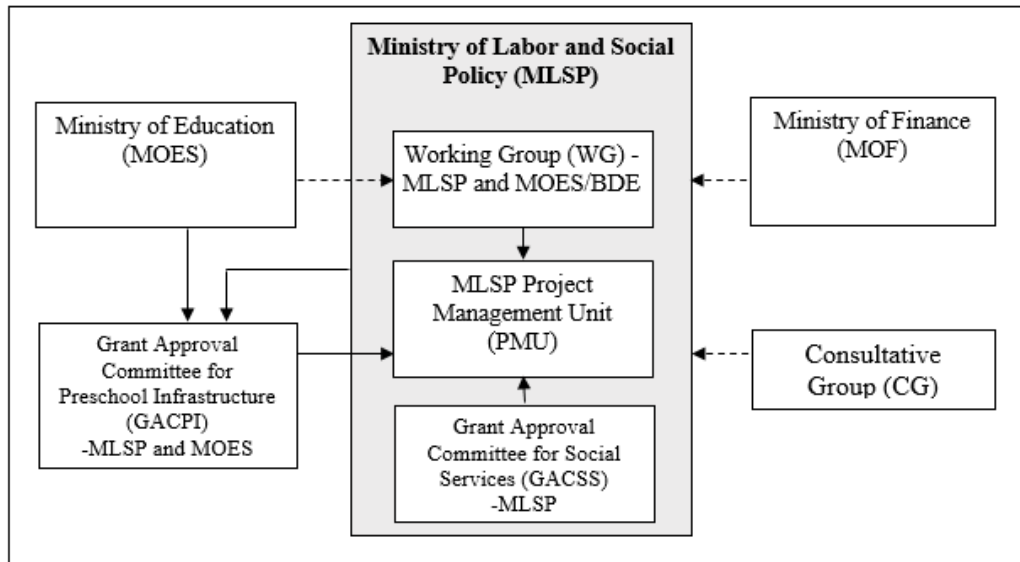 Ministry of Labor and Social
Policy (MLSP)
Ministry of Education
(MOES)
Working Group (WG) -
MLSP and MOES/BDE
Ministry of Finance
(MOF)
MLSP Project
Management Unit
(PMU)
Grant Approval
Committee for
Preschool Infrastructure
(GACPI)
-MLSP and MOES
Consultative
Group (CG)
Grant Approval
Committee for Social
Services (GACSS)
-MLSP